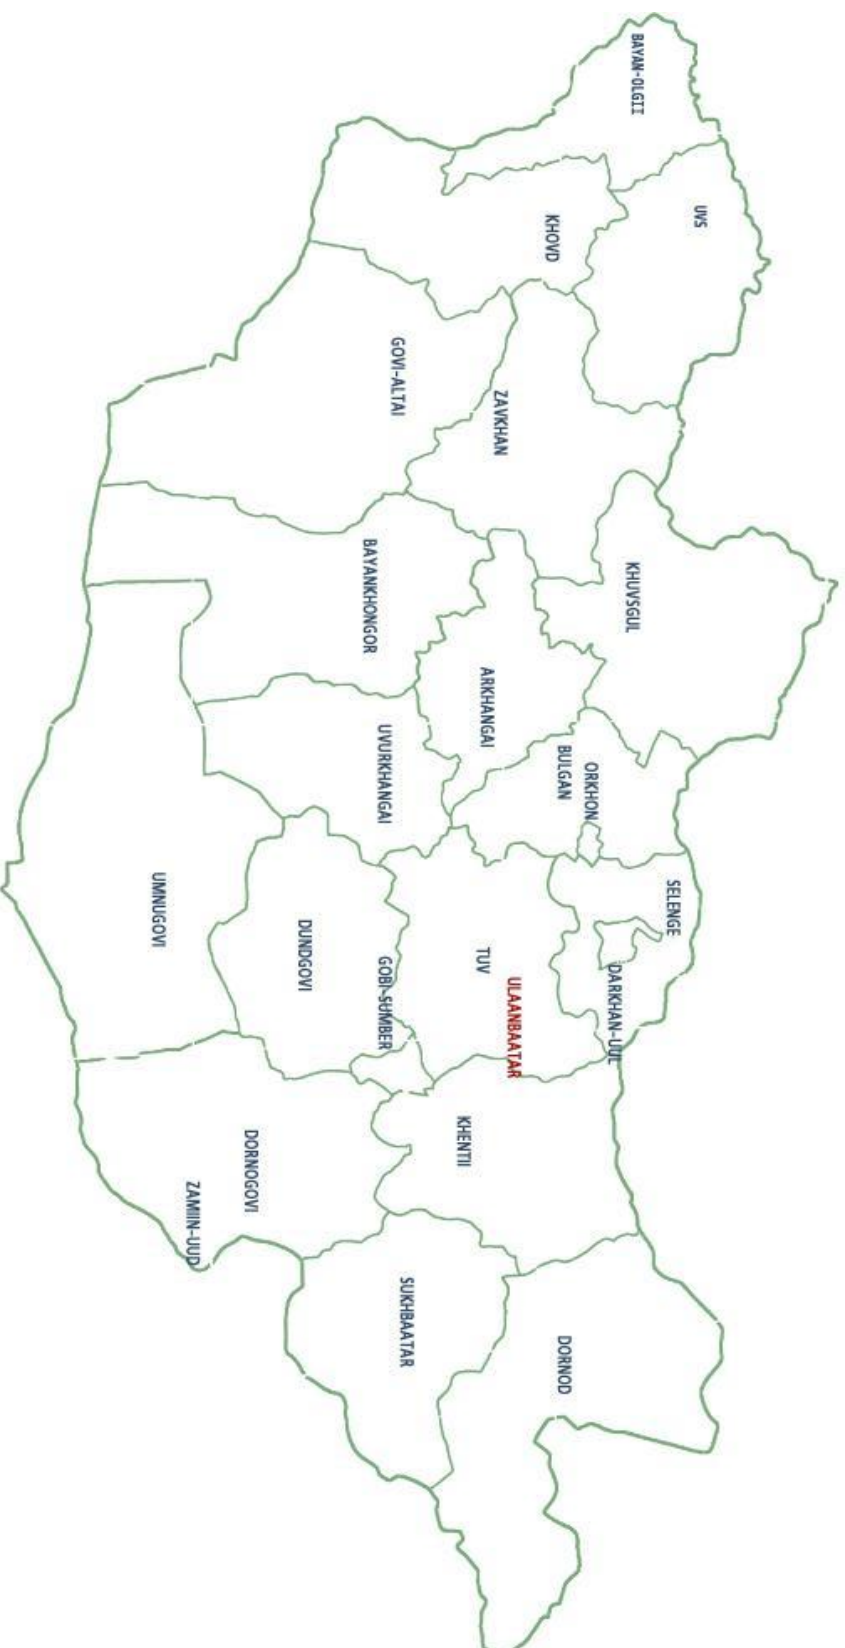 BAYAN-OLGII
UVS
KHOVD
GOVI-ALTAI
ZAVKHAN
KHUVSGUL
BAYANKHONGOR
ARKHANGAI
UVURKHANGAI
BULGAN
ORKHON
SELENGE
DARKHAN-UUL
TUV
ULAANBAATAR
GOBI-SUMBER
DUNDGOVI
UMNUGOVI
KHENTII
DORNOGOVI
ZAMIIN-UUD
SUKHBAATAR
DORNOD